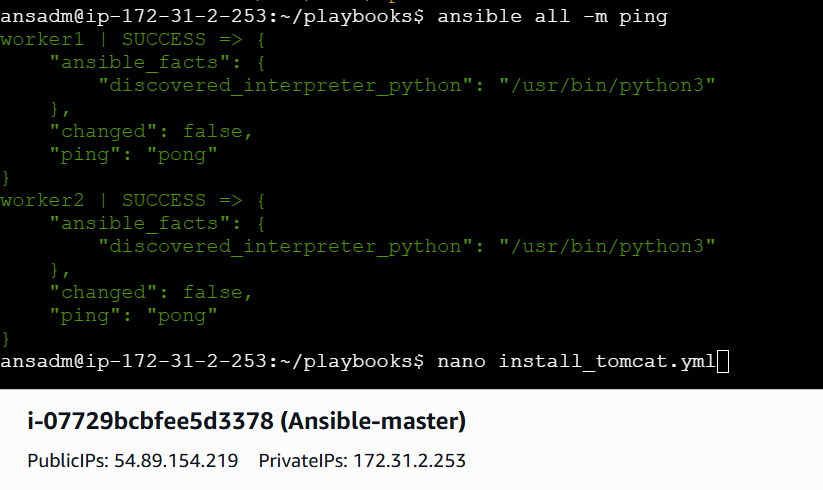 ansadm@ip-172-31-2-253:~/playbooks$ ansible all -m ping
worker1 | SUCCESS => {
    "ansible_facts": {
        "discovered_interpreter_python": "/usr/bin/python3"
    },
    "changed": false,
    "ping": "pong"
}
worker2 | SUCCESS => {
    "ansible_facts": {
        "discovered_interpreter_python": "/usr/bin/python3"
    },
    "changed": false,
    "ping": "pong"
}
ansadm@ip-172-31-2-253:~/playbooks$ nano install_tomcat.yml
i-07729bcbfee5d3378 (Ansible-master)
PublicIPs: 54.89.154.219    PrivateIPs: 172.31.2.253